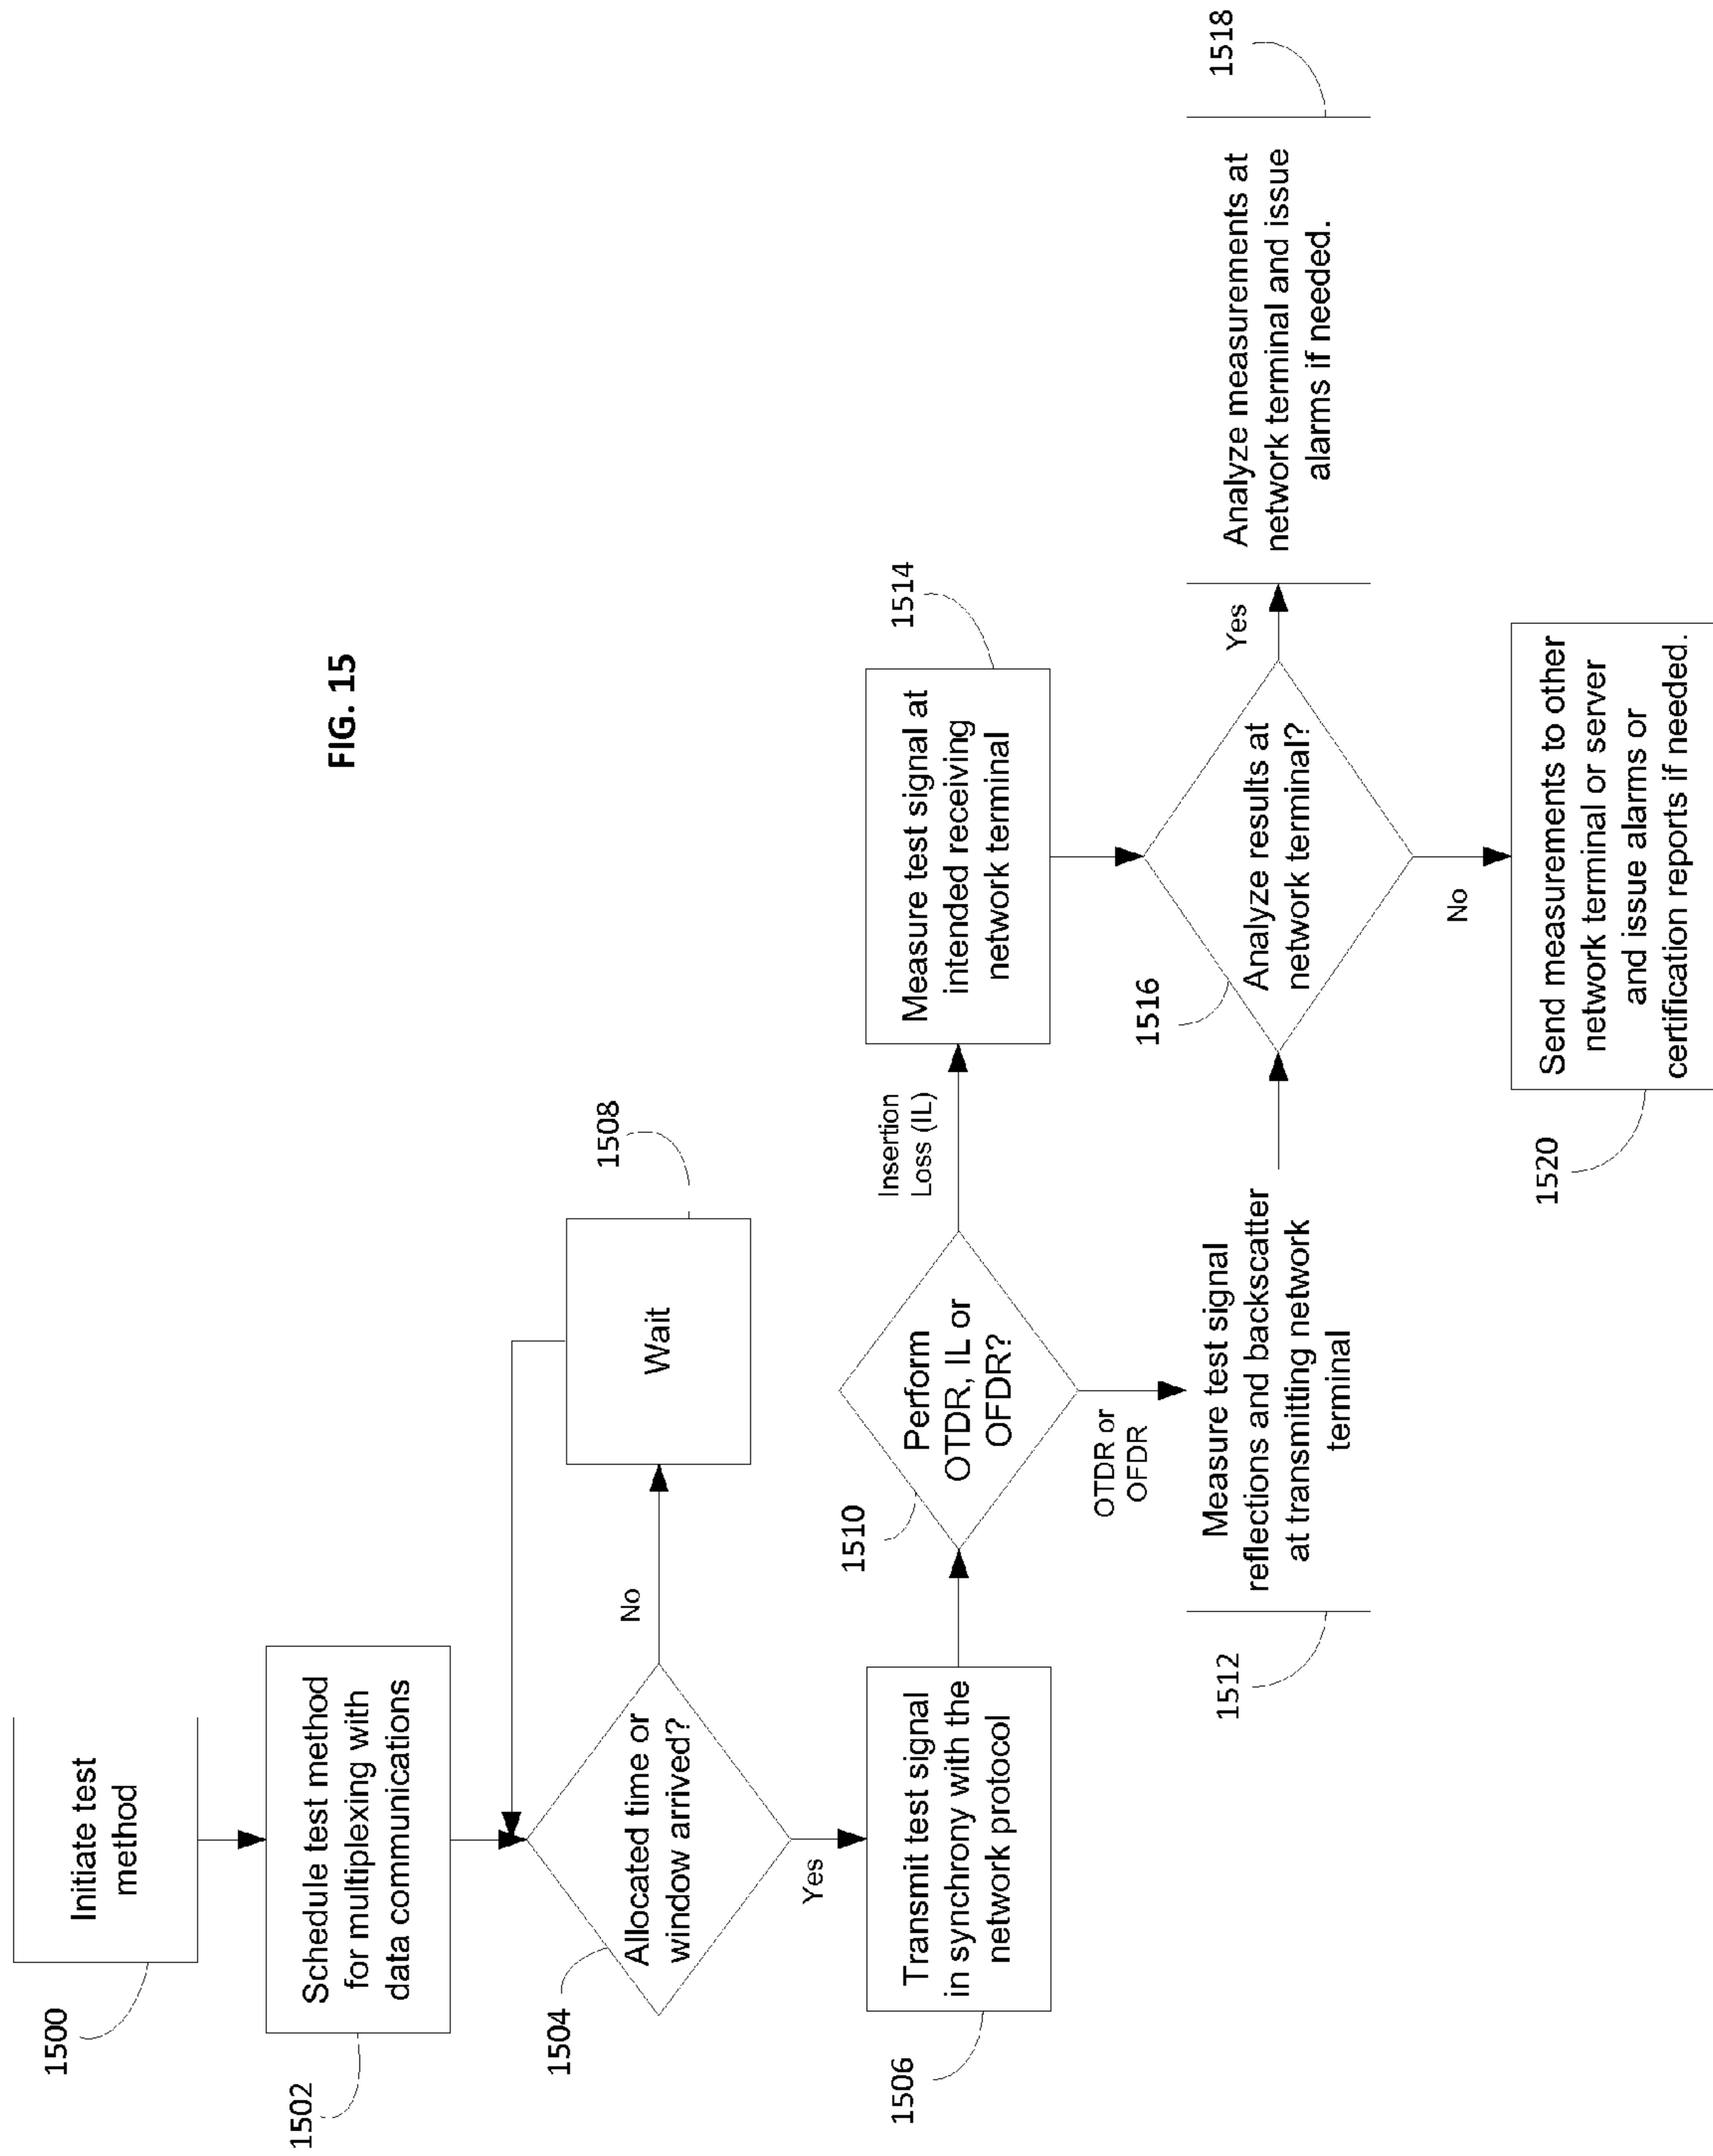 FIG. 15
1500
Initiate test
method
1502
Schedule test method
for multiplexing with
data communications
1504
Allocated time or
window arrived?
No
1508
Wait
Yes
1506
Transmit test signal
in synchrony with the
network protocol
1510
Perform
OTDR, IL or
OFDR?
Insertion
Loss (IL)
1514
Measure test signal at
intended receiving
network terminal
OTDR or
OFDR
1512
Measure test signal
reflections and backscatter
at transmitting network
terminal
1516
Analyze results at
network terminal?
Yes
1518
Analyze measurements at
network terminal and issue
alarms if needed.
No
1520
Send measurements to other
network terminal or server
and issue alarms or
certification reports if needed.